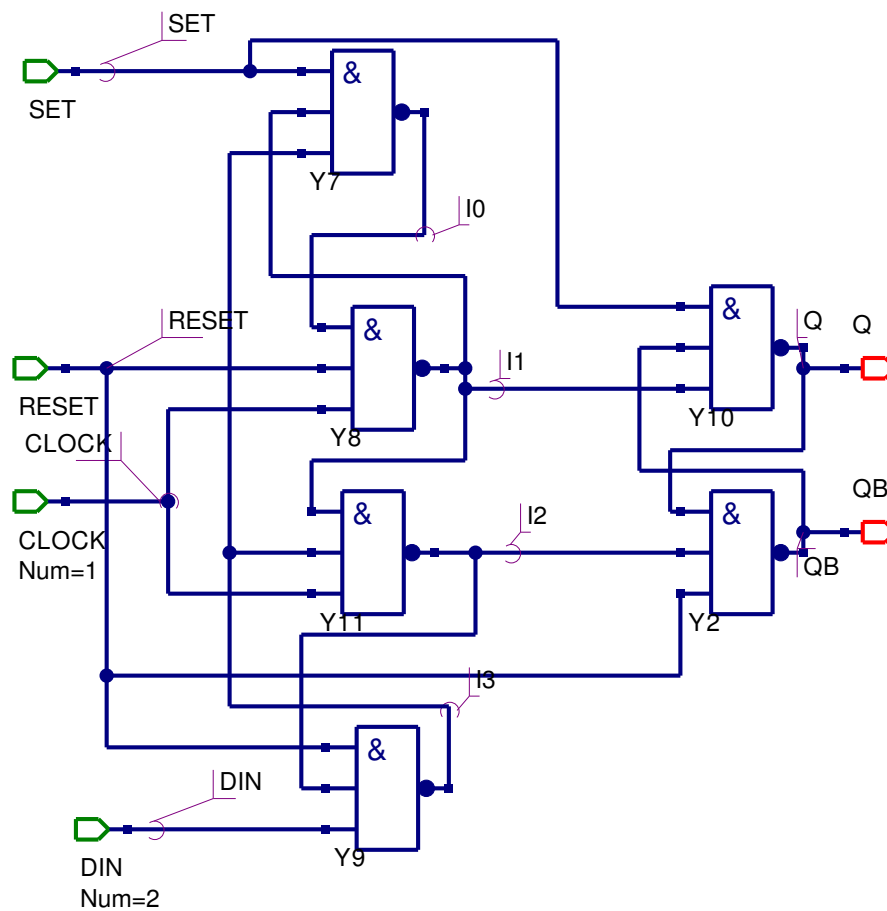 SET
&
SET
Y7
I0
RESET
&
Q
Q
I1
&
RESET
Y8
Y10
CLOCK
&
I2
&
QB
CLOCK
QB
Num=1
Y11
Y2
I3
&
DIN
Y9
DIN
Num=2